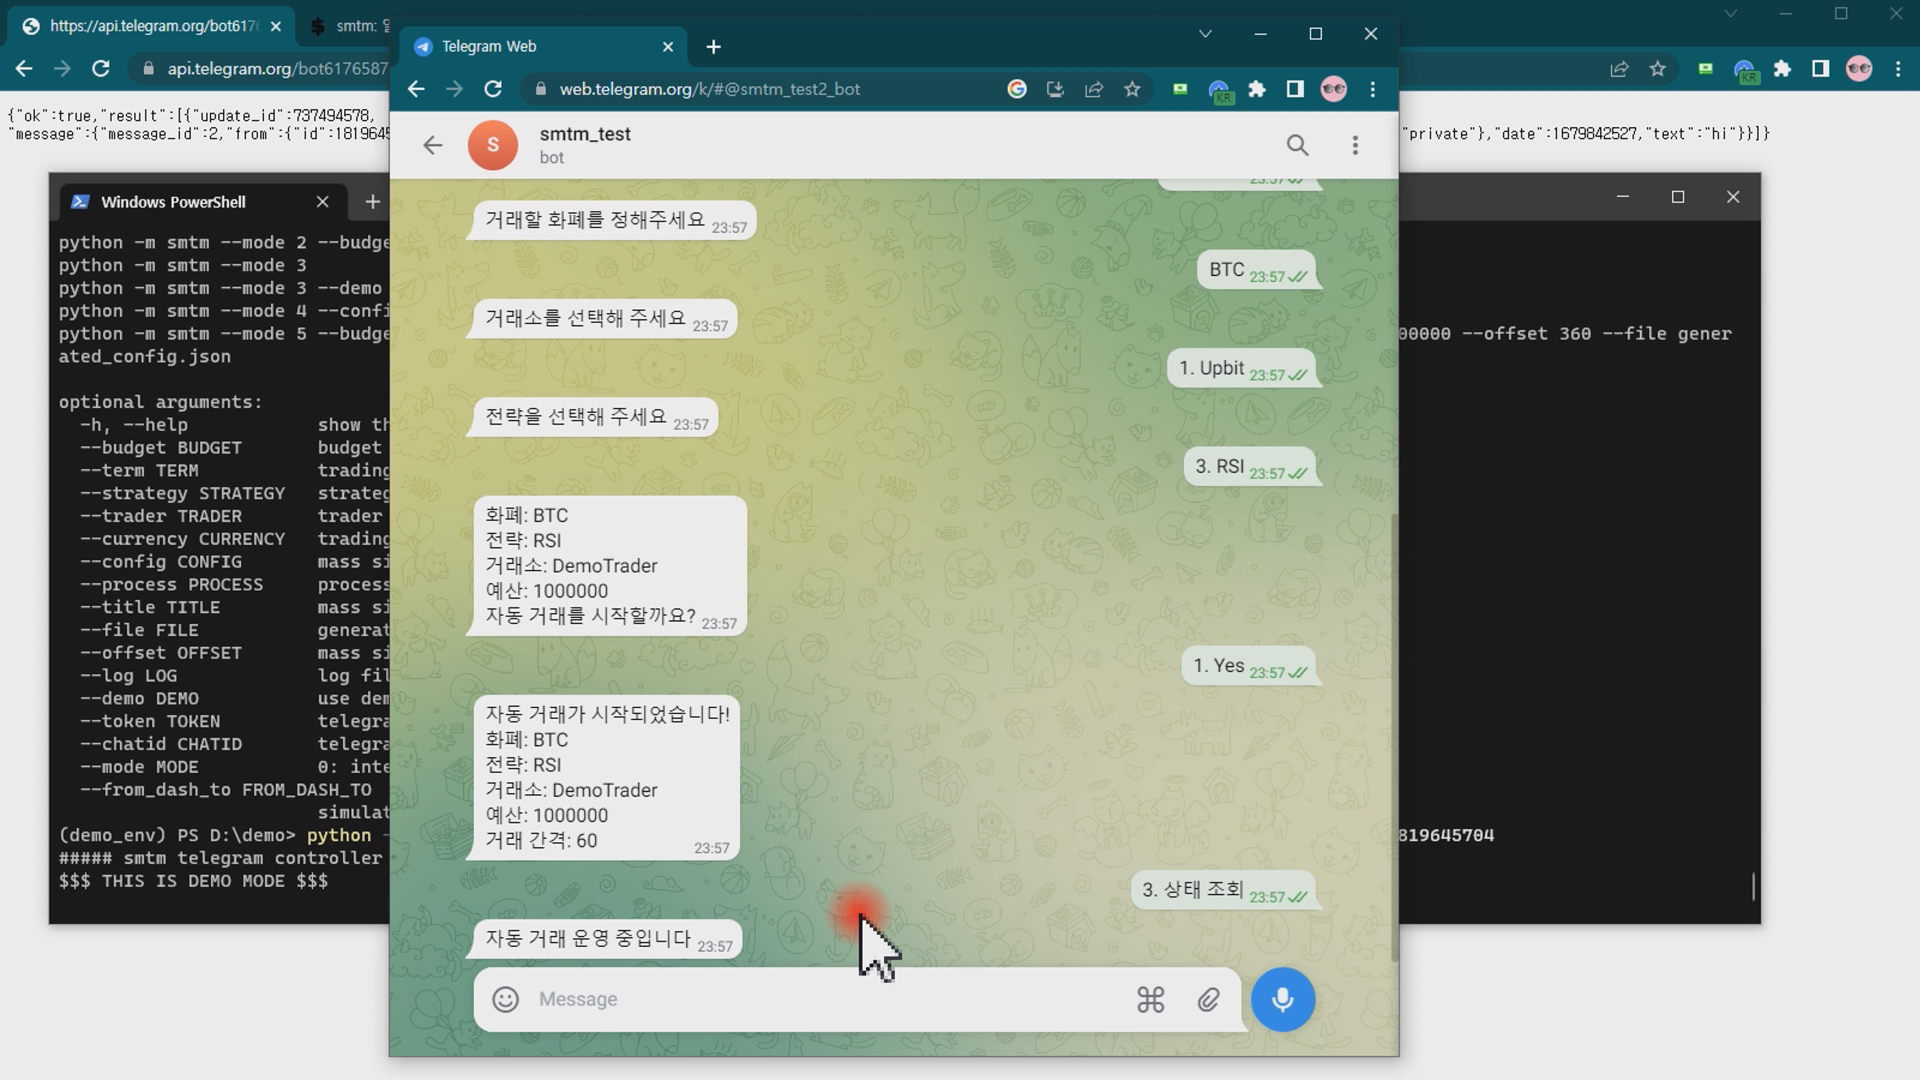 https://api.telegram.org/bot617
smtm:
api.telegram.org/bot6176587
{"ok":true,"result":[{"update_id":737494578,
"message":{"message_id":2,"from":{"id":1819645
"private"},"date":1679842527,"text":"hi"}}]}
Windows PowerShell
python -m smtm --mode 2 --budge
python -m smtm --mode 3
python -m smtm --mode 3 --demo
python -m smtm --mode 4 --confi
python -m smtm --mode 5 --budge
00000 --offset 360 --file gener
ated_config.json
optional arguments:
-h, --help show th
--budget BUDGET budget
--term TERM trading
--strategy STRATEGY strateg
--trader TRADER trader
--currency CURRENCY trading
--config CONFIG mass si
--process PROCESS process
--title TITLE mass si
--file FILE generat
--offset OFFSET mass si
--log LOG log fil
--demo DEMO use dem
--token TOKEN telegra
--chatid CHATID telegra
--mode MODE 0: inte
--from_dash_to FROM_DASH_TO
simulat
(demo_env) PS D:\demo> python -
819645704
##### smtm telegram controller
$$$ THIS IS DEMO MODE $$$
Telegram Web
web.telegram.org/k/#@smtm_test2_bot
KR
KR
S
smtm_test
bot
23:57
거래할 화폐를 정해주세요 23:57
BTC 23:57
거래소를 선택해 주세요 23:57
1. Upbit 23:57
전략을 선택해 주세요 23:57
3. RSI 23:57
화폐: BTC
전략: RSI
거래소: DemoTrader
예산: 1000000
자동 거래를 시작할까요? 23:57
1. Yes 23:57
자동 거래가 시작되었습니다!
화폐: BTC
전략: RSI
거래소: DemoTrader
예산: 1000000
거래 간격: 60 23:57
3. 상태 조회 23:57
자동 거래 운영 중입니다 23:57
Message